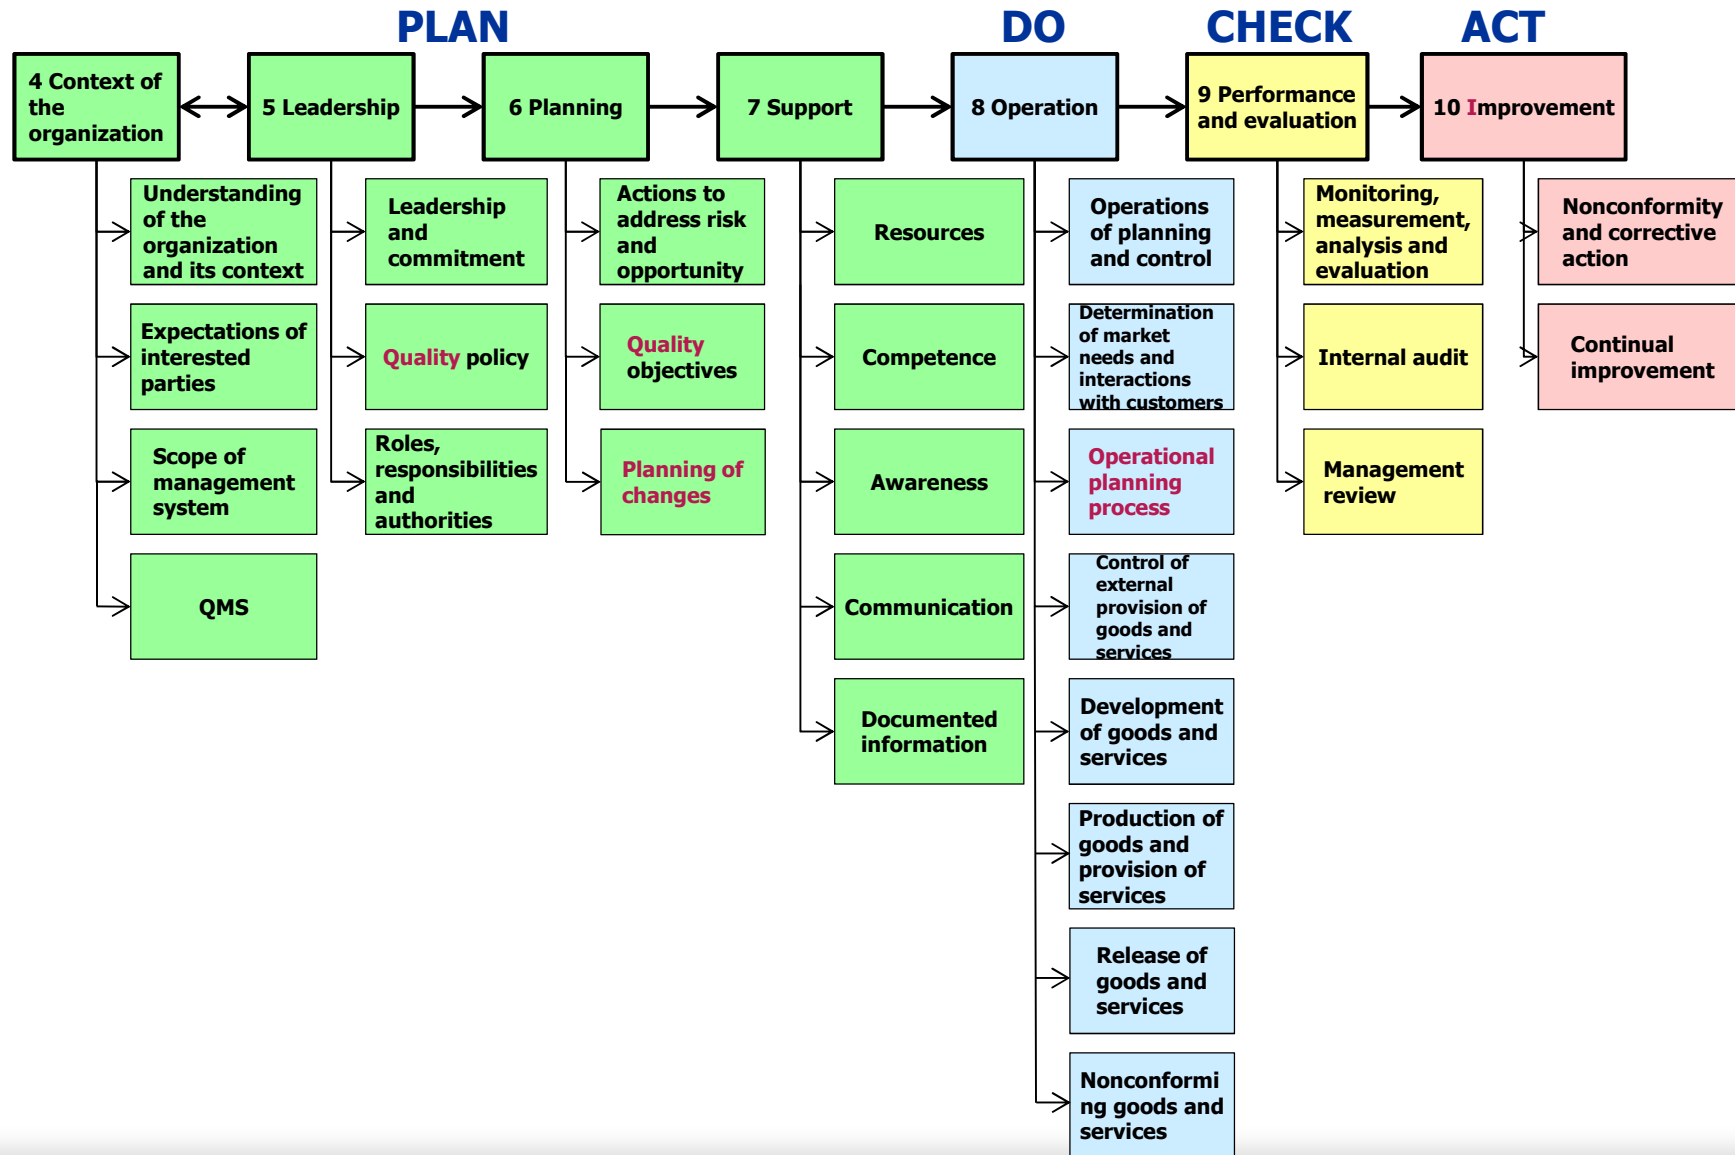 PLAN
DO
CHECK
ACT
4 Context of
the
organization
5 Leadership
6 Planning
7 Support
8 Operation
9 Performance
and evaluation
10 Improvement
Understanding
of the
organization
and its context
Expectations of
interested
parties
Scope of
management
system
QMS
Leadership
and
commitment
Quality policy
Roles,
responsibilities
and
authorities
Actions to
address risk
and
opportunity
Quality
objectives
Planning of
changes
Resources
Competence
Awareness
Communication
Documented
information
Operations
of planning
and control
Determination
of market
needs and
interactions
with customers
Operational
planning
process
Control of
external
provision of
goods and
services
Development
of goods and
services
Production of
goods and
provision of
services
Release of
goods and
services
Nonconformi
ng goods and
services
Monitoring,
measurement,
analysis and
evaluation
Internal audit
Management
review
Nonconformity
and corrective
action
Continual
improvement